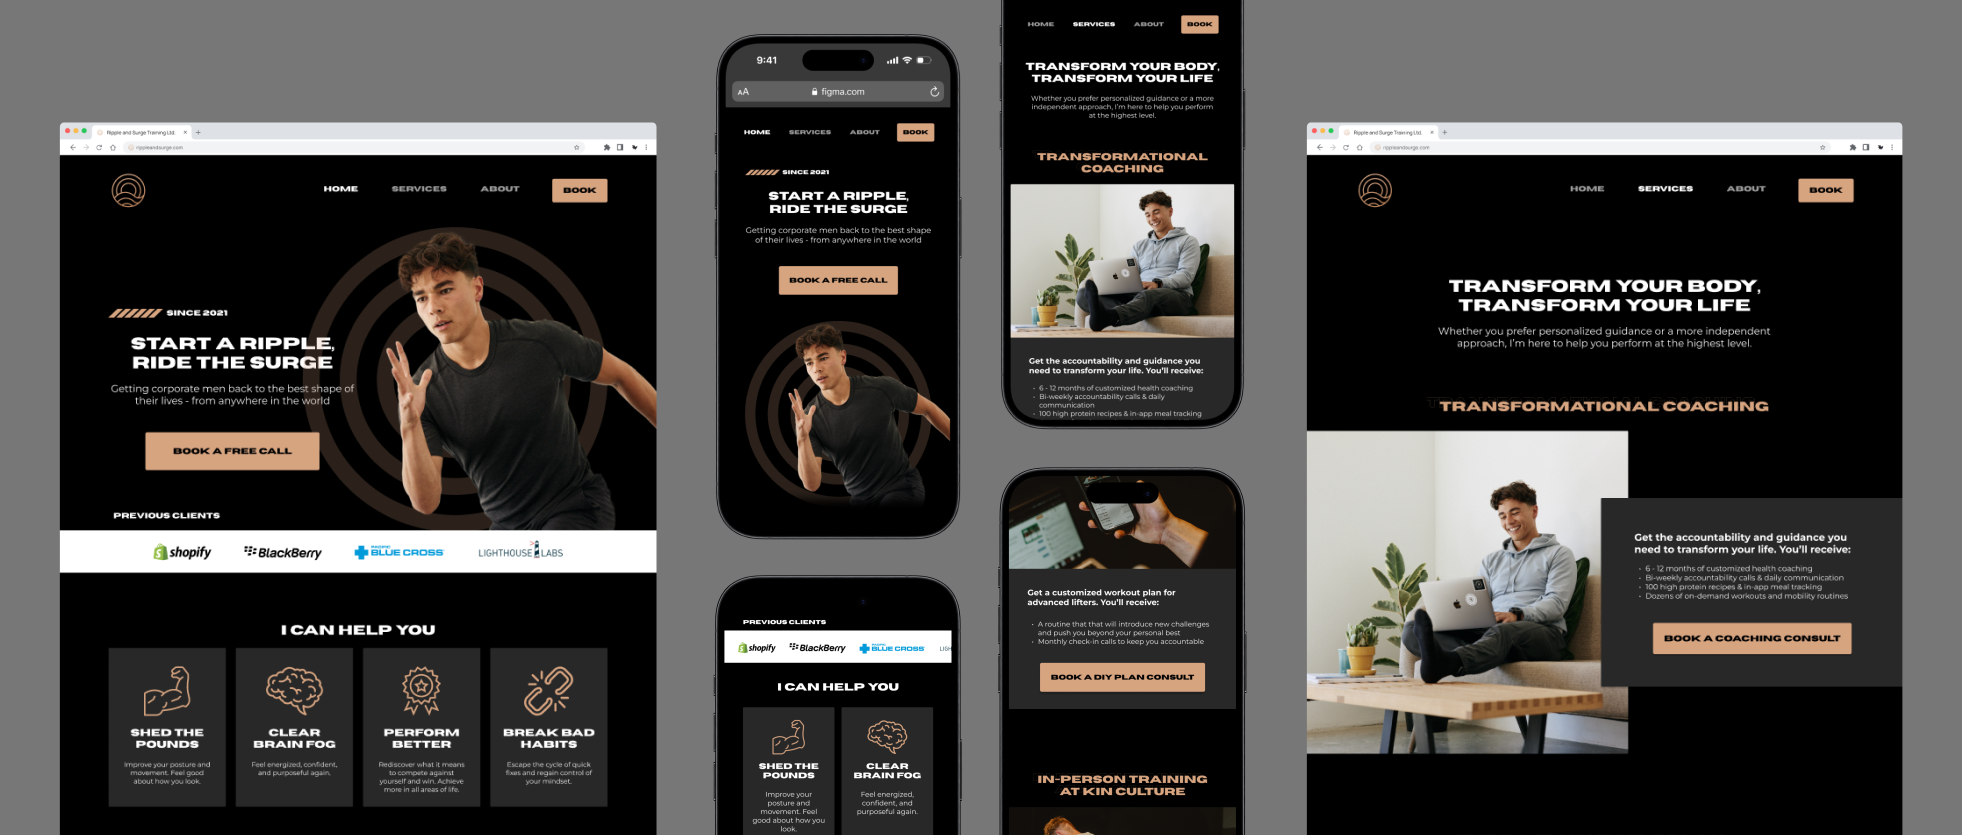 Ripple and Surge Training Ltd.
rippleandsurge.com
HOME SERVICES ABOUT BOOK
SINCE 2021
START A RIPPLE,
RIDE THE SURGE
Getting corporate men back to the best shape of
their lives - from anywhere in the world
BOOK A FREE CALL
PREVIOUS CLIENTS
shopify BlackBerry PACIFIC BLUE CROSS LIGHTHOUSE LABS
I CAN HELP YOU
SHED THE
POUNDS
Improve your posture and
movement. Feel good
about how you look.
CLEAR
BRAIN FOG
Feel energized, confident,
and purposeful again.
PERFORM
BETTER
Rediscover what it means
to compete against
yourself and win. Achieve
more in all areas of life.
BREAK BAD
HABITS
Escape the cycle of quick
fixes and regain control of
your mindset.
9:41
AA figma.com
HOME SERVICES ABOUT BOOK
SINCE 2021
START A RIPPLE,
RIDE THE SURGE
Getting corporate men back to the best shape
of their lives - from anywhere in the world
BOOK A FREE CALL
PREVIOUS CLIENTS
shopify BlackBerry PACIFIC BLUE CROSS LIGH
I CAN HELP YOU
SHED THE
POUNDS
Improve your
posture and
movement. Feel
good about how you
look.
CLEAR
BRAIN FOG
Feel energized,
confident, and
purposeful again.
HOME SERVICES ABOUT BOOK
TRANSFORM YOUR BODY,
TRANSFORM YOUR LIFE
Whether you prefer personalized guidance or a more
independent approach, I'm here to help you perform
at the highest level.
TRANSFORMATIONAL
COACHING
Get the accountability and guidance you
need to transform your life. You'll receive:
• 6 - 12 months of customized health coaching
• Bi-weekly accountability calls & daily
communication
• 100 high protein recipes & in-app meal tracking
Get a customized workout plan for
advanced lifters. You'll receive:
• A routine that that will introduce new challenges
and push you beyond your personal best
• Monthly check-in calls to keep you accountable
BOOK A DIY PLAN CONSULT
IN-PERSON TRAINING
AT KIN CULTURE
Ripple and Surge Training Ltd.
rippleandsurge.com
HOME SERVICES ABOUT BOOK
TRANSFORM YOUR BODY,
TRANSFORM YOUR LIFE
Whether you prefer personalized guidance or a more independent
approach, I'm here to help you perform at the highest level.
TRANSFORMATIONAL COACHING
Get the accountability and guidance you
need to transform your life. You'll receive:
• 6 - 12 months of customized health coaching
• Bi-weekly accountability calls & daily communication
• 100 high protein recipes & in-app meal tracking
• Dozens of on-demand workouts and mobility routines
BOOK A COACHING CONSULT